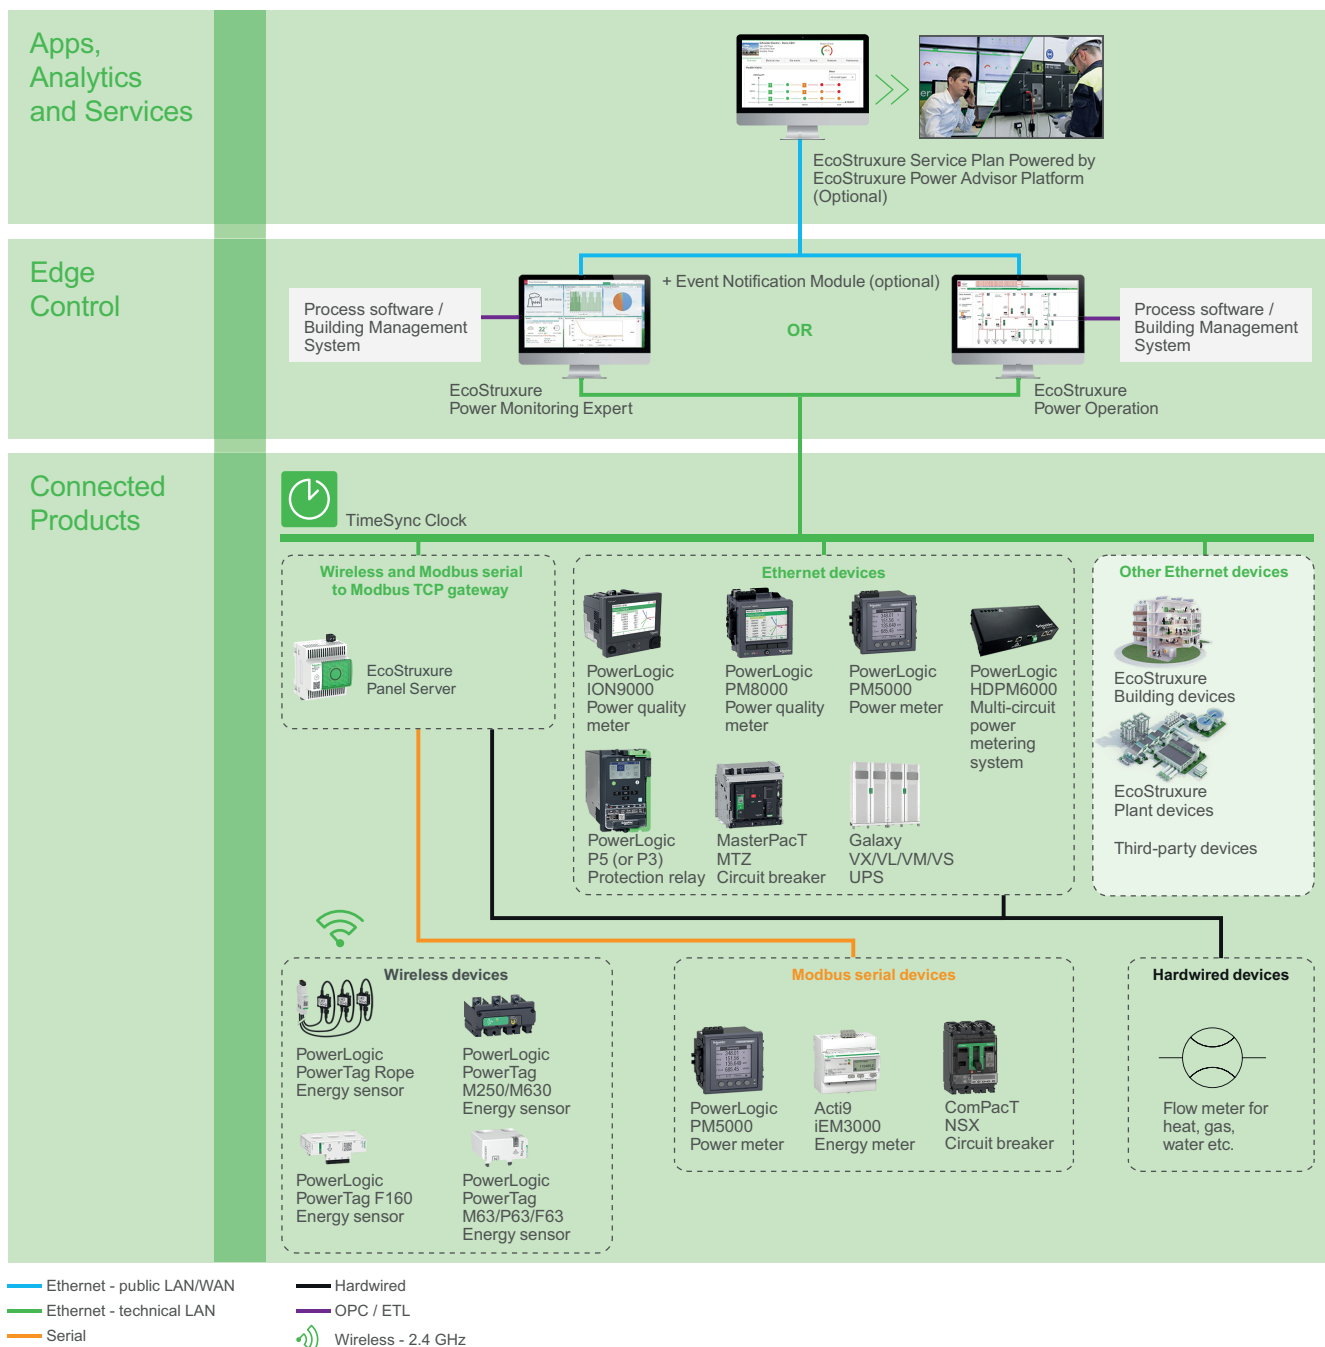 Apps,
Analytics
and Services
EcoStruxure Service Plan Powered by
EcoStruxure Power Advisor Platform
(Optional)
Edge
Control
+ Event Notification Module (optional)
Process software /
Building Management
System
OR
Process software /
Building Management
System
EcoStruxure
Power Monitoring Expert
EcoStruxure
Power Operation
Connected
Products
TimeSync Clock
Wireless and Modbus serial
to Modbus TCP gateway
EcoStruxure
Panel Server
Ethernet devices
PowerLogic
ION9000
Power quality
meter
PowerLogic
PM8000
Power quality
meter
PowerLogic
PM5000
Power meter
PowerLogic
HDPM6000
Multi-circuit
power
metering
system
PowerLogic
P5 (or P3)
Protection relay
MasterPacT
MTZ
Circuit breaker
Galaxy
VX/VL/VM/VS
UPS
Other Ethernet devices
EcoStruxure
Building devices
EcoStruxure
Plant devices
Third-party devices
Wireless devices
PowerLogic
PowerTag Rope
Energy sensor
PowerLogic
PowerTag
M250/M630
Energy sensor
PowerLogic
PowerTag F160
Energy sensor
PowerLogic
PowerTag
M63/P63/F63
Energy sensor
Modbus serial devices
PowerLogic
PM5000
Power meter
Acti9
iEM3000
Energy meter
ComPacT
NSX
Circuit breaker
Hardwired devices
Flow meter for
heat, gas,
water etc.
Ethernet - public LAN/WAN
Ethernet - technical LAN
Serial
Hardwired
OPC / ETL
Wireless - 2.4 GHz